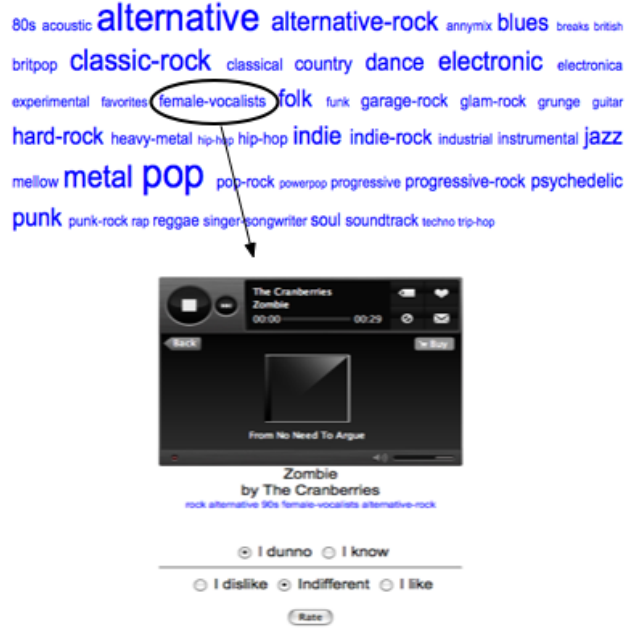 80s acoustic alternative alternative-rock annymix blues breaks british
britpop classic-rock classical country dance electronic electronica
experimental favorites female-vocalists folk funk garage-rock glam-rock grunge guitar
hard-rock heavy-metal hip-hop hip-hop indie indie-rock industrial instrumental jazz
mellow metal pop pop-rock powerpop progressive progressive-rock psychedelic
punk punk-rock rap reggae singer-songwriter soul soundtrack techno trip-hop
The Cranberries
Zombie
00:00 00:29
Back Buy
From No Need To Argue
Zombie
by The Cranberries
rock alternative 90s female-vocalists alternative-rock
I dunno I know
I dislike Indifferent I like
Rate